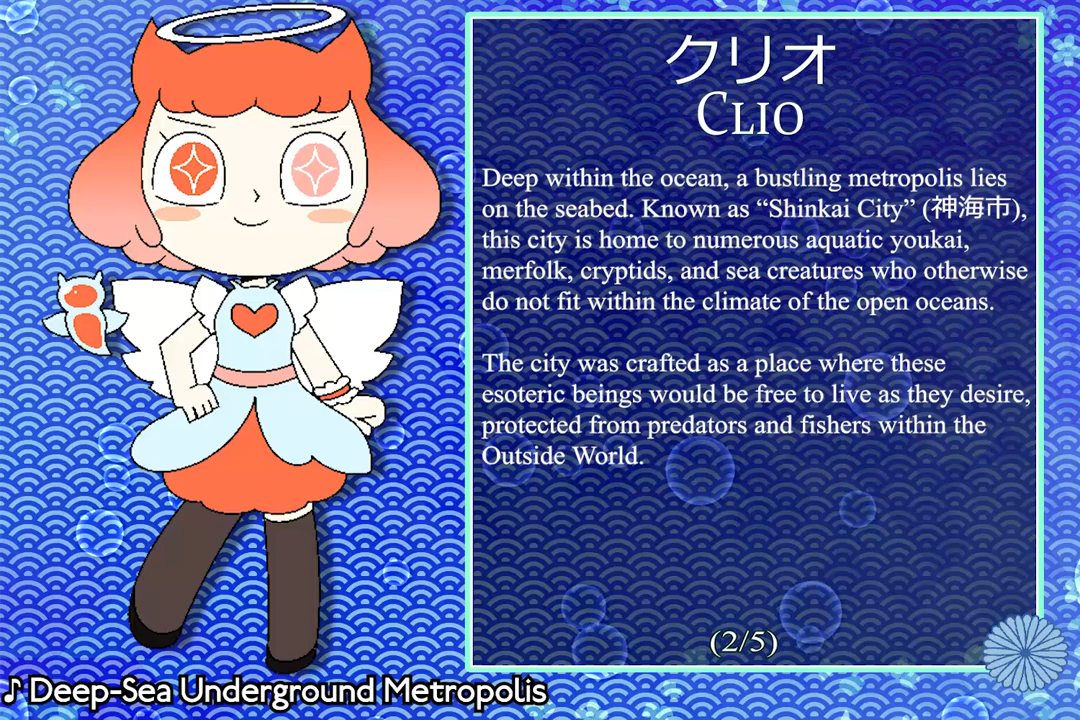 クリオ
CLIO
Deep within the ocean, a bustling metropolis lies
on the seabed. Known as “Shinkai City” (神海市),
this city is home to numerous aquatic youkai,
merfolk, cryptids, and sea creatures who otherwise
do not fit within the climate of the open oceans.
The city was crafted as a place where these
esoteric beings would be free to live as they desire,
protected from predators and fishers within the
Outside World.
(2/5)
♪ Deep-Sea Underground Metropolis